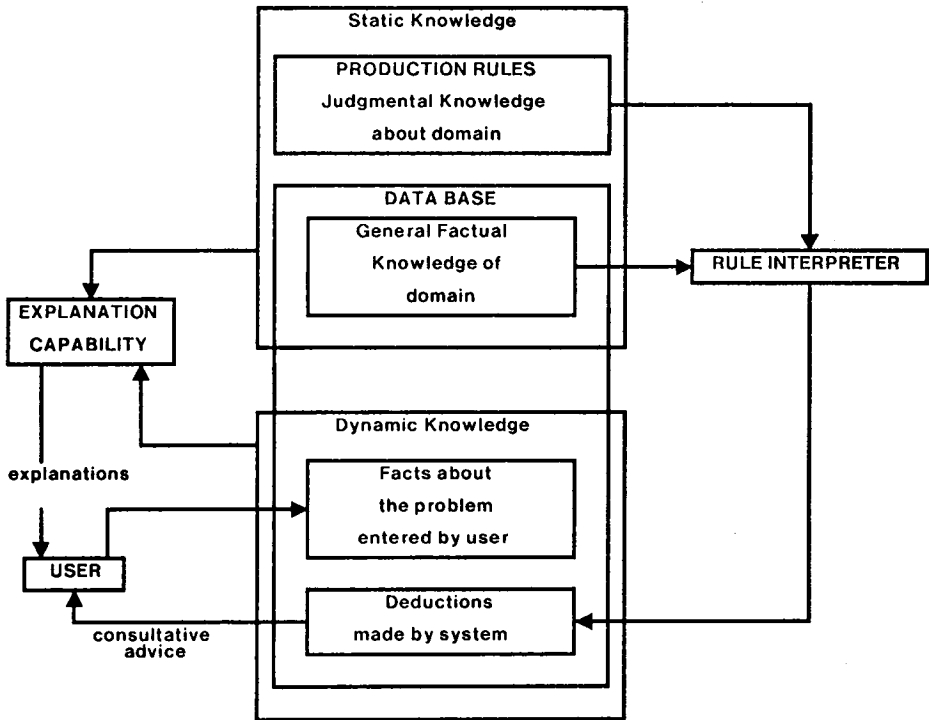 Static Knowledge
PRODUCTION RULES
Judgmental Knowledge
about domain
DATA BASE
General Factual
Knowledge of
domain
RULE INTERPRETER
EXPLANATION
CAPABILITY
Dynamic Knowledge
explanations
Facts about
the problem
entered by user
USER
Deductions
made by system
consultative
advice